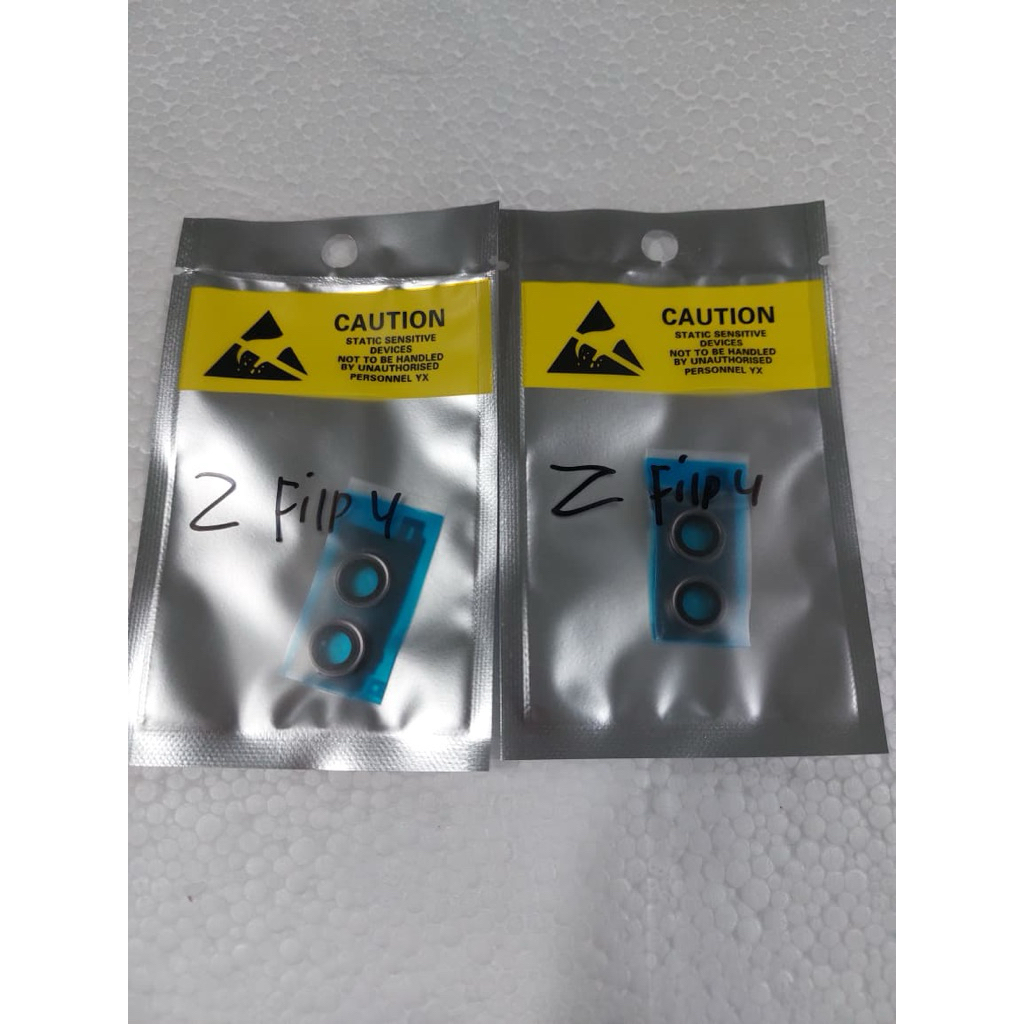 CAUTION
STATIC SENSITIVE
DEVICES
NOT TO BE HANDLED
BY UNAUTHORISED
PERSONNEL YX
Z Filp 4
CAUTION
STATIC SENSITIVE
DEVICES
NOT TO BE HANDLED
BY UNAUTHORISED
PERSONNEL YX
Z Filp 4